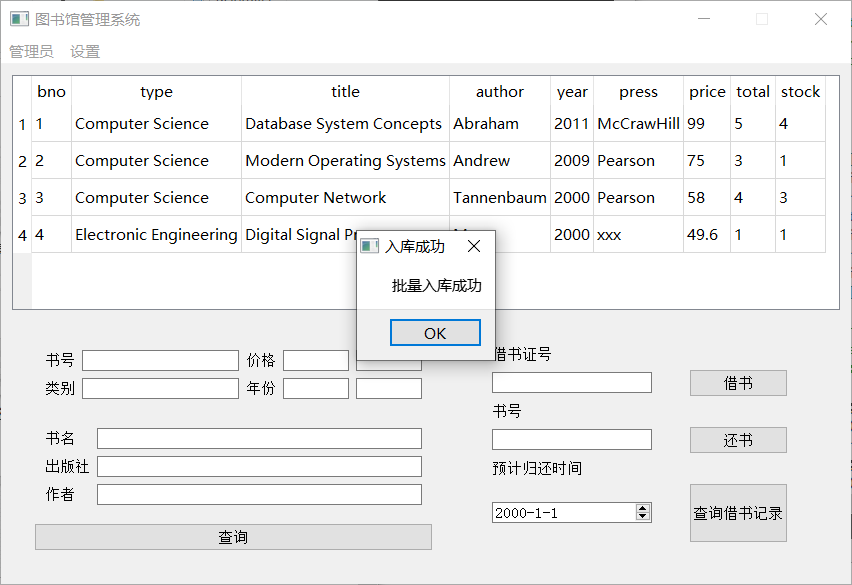 图书馆管理系统
管理员 设置
bno type title author year press price total stock
1 1 Computer Science Database System Concepts Abraham 2011 McCrawHill 99 5 4
2 2 Computer Science Modern Operating Systems Andrew 2009 Pearson 75 3 1
3 3 Computer Science Computer Network Tannenbaum 2000 Pearson 58 4 3
4 4 Electronic Engineering Digital Signal 2000 xxx 49.6 1 1
入库成功
批量入库成功
OK
书号 价格
类别 年份
书名
出版社
作者
查询
借书证号
借书
书号
还书
预计归还时间
2000-1-1
查询借书记录